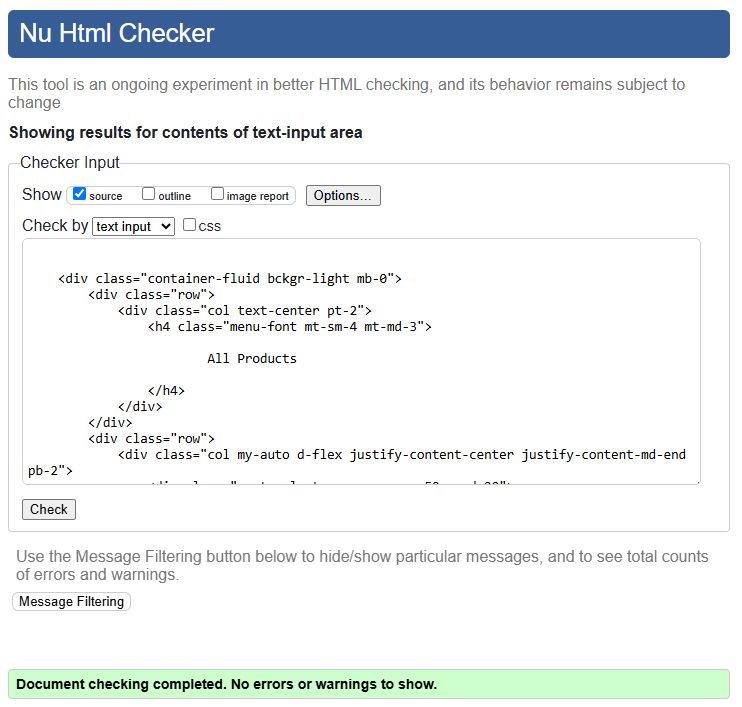 Nu Html Checker
This tool is an ongoing experiment in better HTML checking, and its behavior remains subject to
change
Showing results for contents of text-input area
Checker Input
Show source outline image report Options...
Check by text input css
<div class="container-fluid bckgr-light mb-0">
<div class="row">
<div class="col text-center pt-2">
<h4 class="menu-font mt-sm-4 mt-md-3">
All Products
</h4>
</div>
</div>
<div class="row">
<div class="col my-auto d-flex justify-content-center justify-content-md-end
pb-2">
Check
Use the Message Filtering button below to hide/show particular messages, and to see total counts
of errors and warnings.
Message Filtering
Document checking completed. No errors or warnings to show.